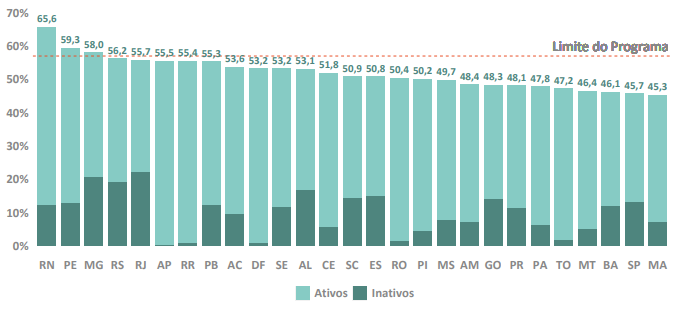 70%
60%
50%
40%
30%
20%
10%
0%
Limite do Programa
65,6 59,3 58,0 56,2 55,7 55,5 55,4 55,3 53,6 53,2 53,2 53,1 51,8 50,9 50,8 50,4 50,2 49,7 48,4 48,3 48,1 47,8 47,2 46,4 46,1 45,7 45,3
RN PE MG RS RJ AP RR PB AC DF SE AL CE SC ES RO PI MS AM GO PR PA TO MT BA SP MA
Ativos Inativos